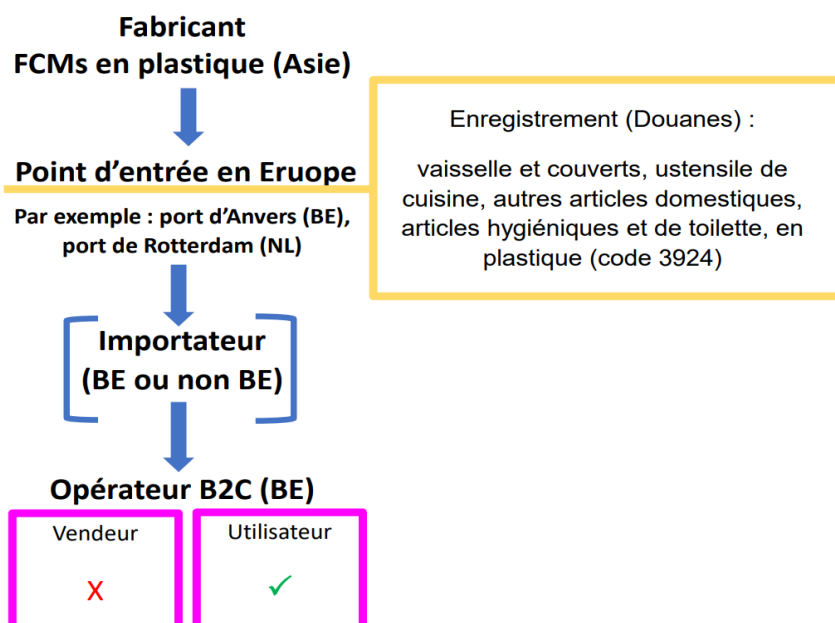 Fabricant
FCMs en plastique (Asie)
Point d’entrée en Eruope
Par exemple : port d’Anvers (BE),
port de Rotterdam (NL)
Enregistrement (Douanes) :
vaisselle et couverts, ustensile de
cuisine, autres articles domestiques,
articles hygiéniques et de toilette, en
plastique (code 3924)
Importateur
(BE ou non BE)
Opérateur B2C (BE)
Vendeur
X
Utilisateur
✓